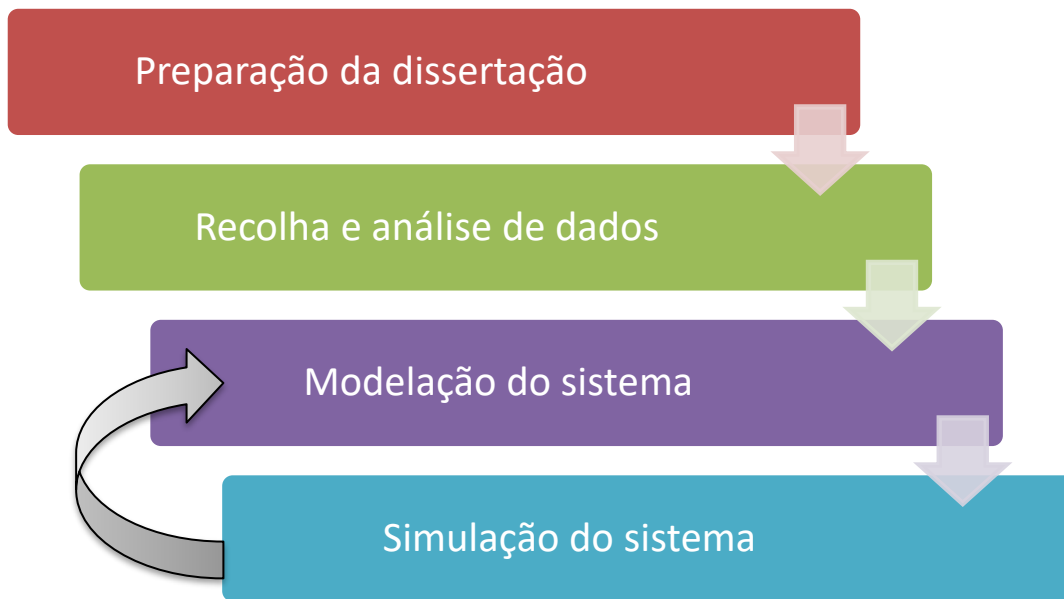 Preparação da dissertação
Recolha e análise de dados
Modelação do sistema
Simulação do sistema